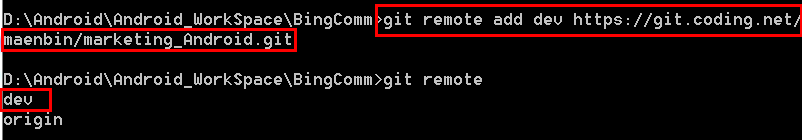 D:\Android\Android_WorkSpace\BingComm>git remote add dev https://git.coding.net/
maenbin/marketing_Android.git
D:\Android\Android_WorkSpace\BingComm>git remote
dev
origin